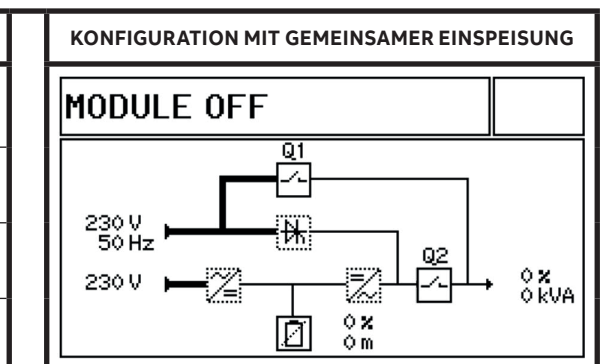 KONFIGURATION MIT GEMEINSAMER EINSPEISUNG
MODULE OFF
Q1
230 V
50 Hz
Q2
230 V
0 %
0 kVA
0 %
0 m